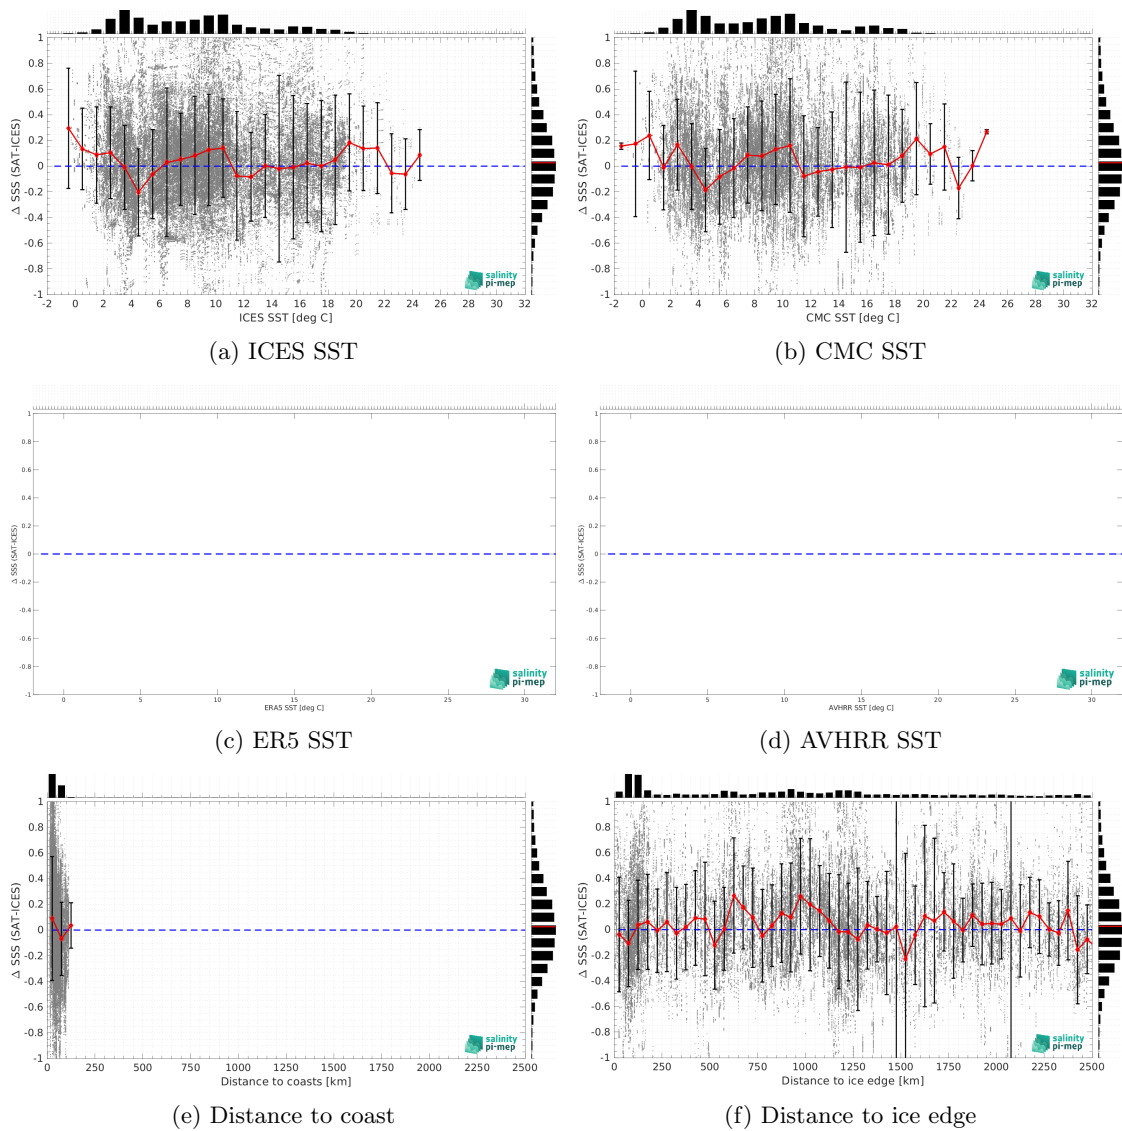 1
0.8
0.6
0.4
0.2
0
-0.2
-0.4
-0.6
-0.8
-1
Δ SSS (SAT-ICES)
-2 0 2 4 6 8 10 12 14 16 18 20 22 24 26 28 30 32
ICES SST [deg C]
salinity
pi-mep
(a) ICES SST
1
0.8
0.6
0.4
0.2
0
-0.2
-0.4
-0.6
-0.8
-1
Δ SSS (SAT-ICES)
-2 0 2 4 6 8 10 12 14 16 18 20 22 24 26 28 30 32
CMC SST [deg C]
salinity
pi-mep
(b) CMC SST
1
0.8
0.6
0.4
0.2
0
-0.2
-0.4
-0.6
-0.8
-1
Δ SSS (SAT-ICES)
0 5 10 15 20 25 30
ERA5 SST [deg C]
salinity
pi-mep
(c) ER5 SST
1
0.8
0.6
0.4
0.2
0
-0.2
-0.4
-0.6
-0.8
-1
Δ SSS (SAT-ICES)
0 5 10 15 20 25 30
AVHRR SST [deg C]
salinity
pi-mep
(d) AVHRR SST
1
0.8
0.6
0.4
0.2
0
-0.2
-0.4
-0.6
-0.8
-1
Δ SSS (SAT-ICES)
0 250 500 750 1000 1250 1500 1750 2000 2250 2500
Distance to coasts [km]
salinity
pi-mep
(e) Distance to coast
1
0.8
0.6
0.4
0.2
0
-0.2
-0.4
-0.6
-0.8
-1
Δ SSS (SAT-ICES)
0 250 500 750 1000 1250 1500 1750 2000 2250 2500
Distance to ice edge [km]
salinity
pi-mep
(f) Distance to ice edge